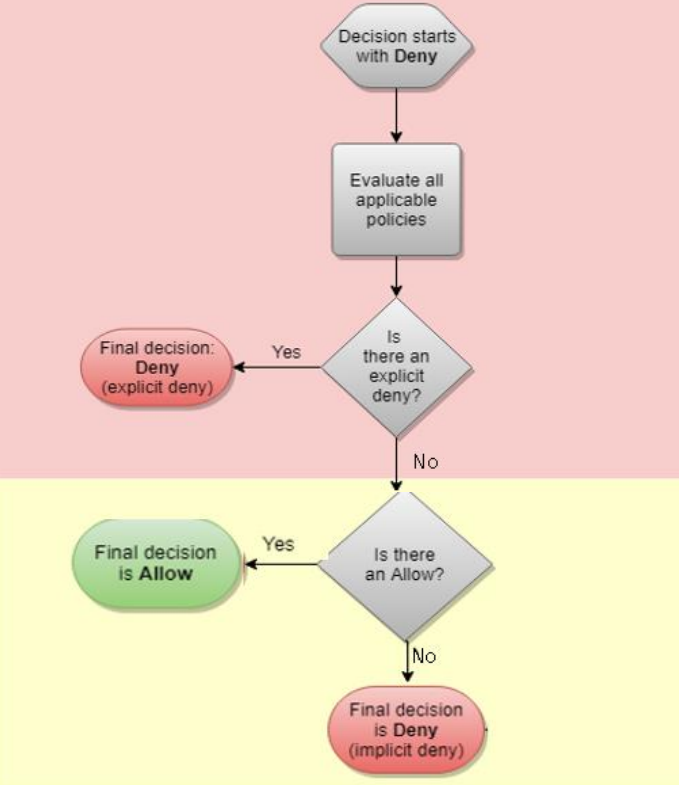 Decision starts
with Deny
Evaluate all
applicable
policies
Is
there an
explicit
deny?
Yes
Final decision:
Deny
(explicit deny)
No
Is there
an Allow?
Yes
Final decision
is Allow
No
Final decision
is Deny
(implicit deny)